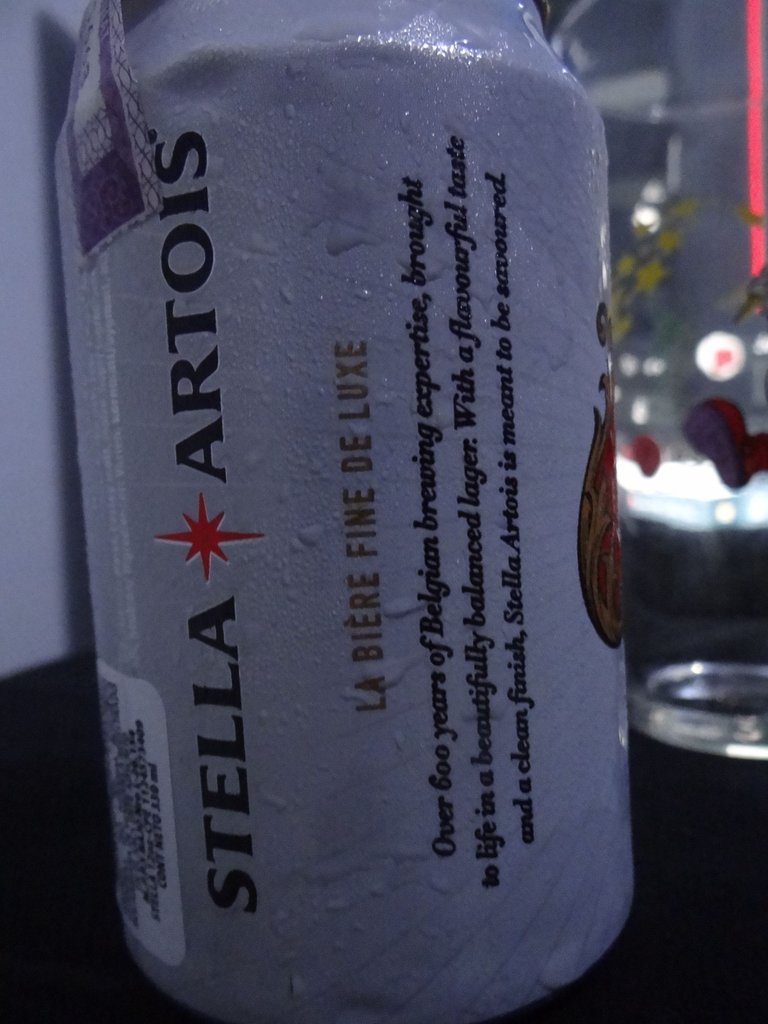 STELLA ARTOIS
LA BIÈRE FINE DE LUXE
Over 600 years of Belgian brewing expertise, brought
to life in a beautifully balanced lager. With a flavourful taste
and a clean finish, Stella Artois is meant to be savoured.